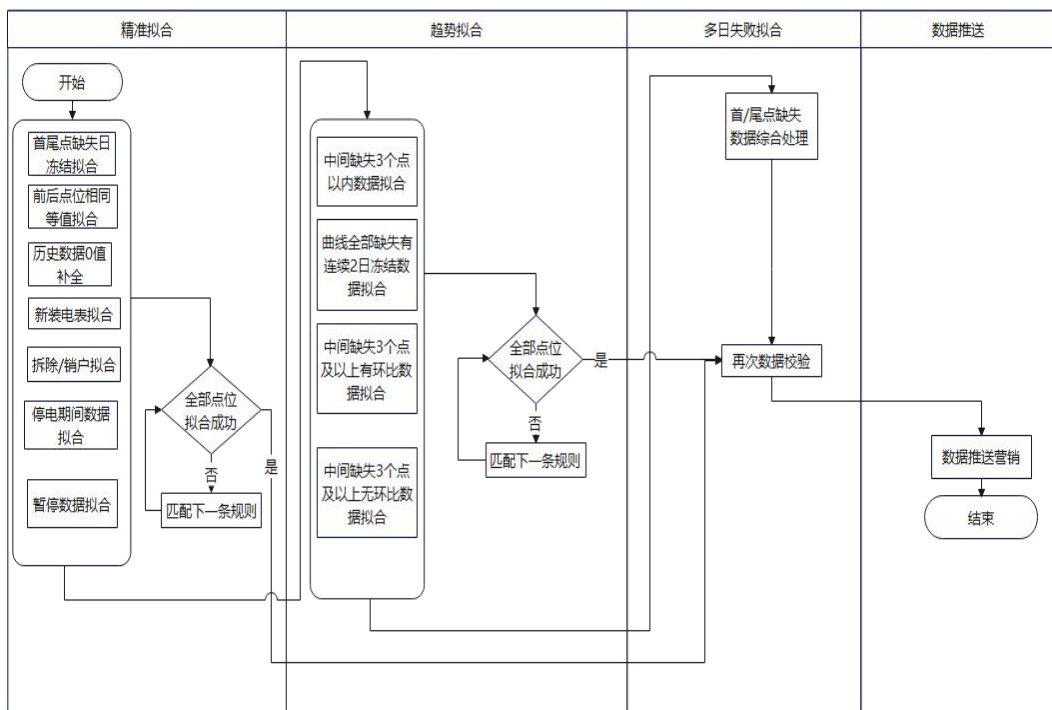 精准拟合
趋势拟合
多日失败拟合
数据推送
开始
首尾点缺失日
冻结拟合
前后点位相同
等值拟合
历史数据0值
补全
新装电表拟合
拆除/销户拟合
停电期间数据
拟合
暂停数据拟合
全部点位
拟合成功
是
否
匹配下一条规则
中间缺失3个点
以内数据拟合
曲线全部缺失有
连续2日冻结数
据拟合
中间缺失3个点
及以上有环比数
据拟合
中间缺失3个点
及以上无环比数
据拟合
全部点位
拟合成功
是
否
匹配下一条规则
首/尾点缺失
数据综合处理
再次数据校验
数据推送营销
结束